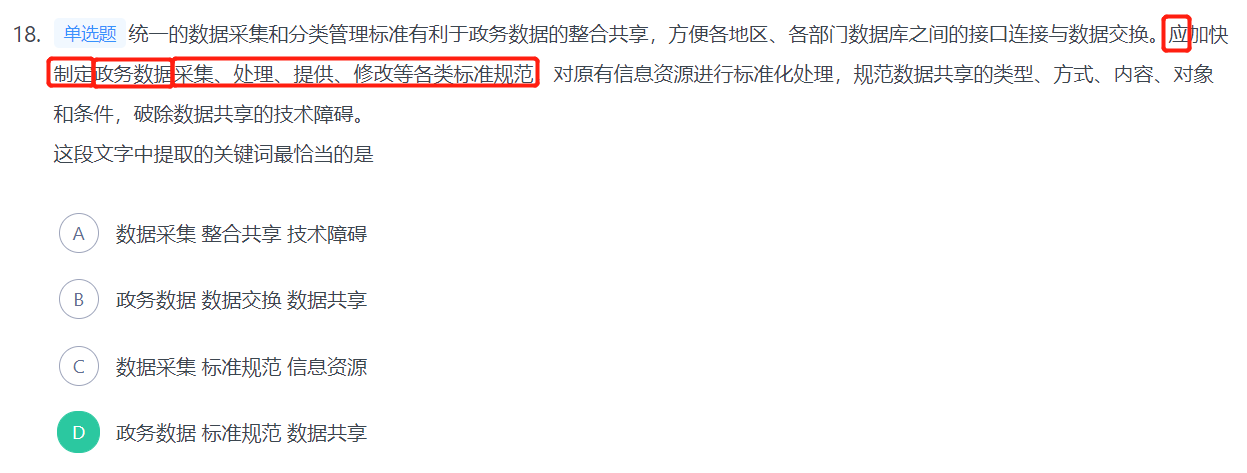 18. 单选题 统一的数据采集和分类管理标准有利于政务数据的整合共享，方便各地区、各部门数据库之间的接口连接与数据交换。应加快
制定政务数据采集、处理、提供、修改等各类标准规范 对原有信息资源进行标准化处理，规范数据共享的类型、方式、内容、对象
和条件，破除数据共享的技术障碍。
这段文字中提取的关键词最恰当的是
A 数据采集 整合共享 技术障碍
B 政务数据 数据交换 数据共享
C 数据采集 标准规范 信息资源
D 政务数据 标准规范 数据共享